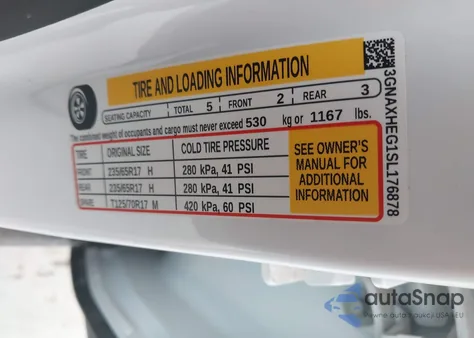 TIRE AND LOADING INFORMATION
SEATING CAPACITY TOTAL 5 FRONT 2 REAR 3
The combined weight of occupants and cargo must never exceed 530 kg or 1167 lbs.
TIRE ORIGINAL SIZE COLD TIRE PRESSURE
FRONT 235/65R17 H 280 kPa, 41 PSI
REAR 235/65R17 H 280 kPa, 41 PSI
SPARE T125/70R17 M 420 kPa, 60 PSI
SEE OWNER'S
MANUAL FOR
ADDITIONAL
INFORMATION
3GNAXHEG1SL176878
autaSnap